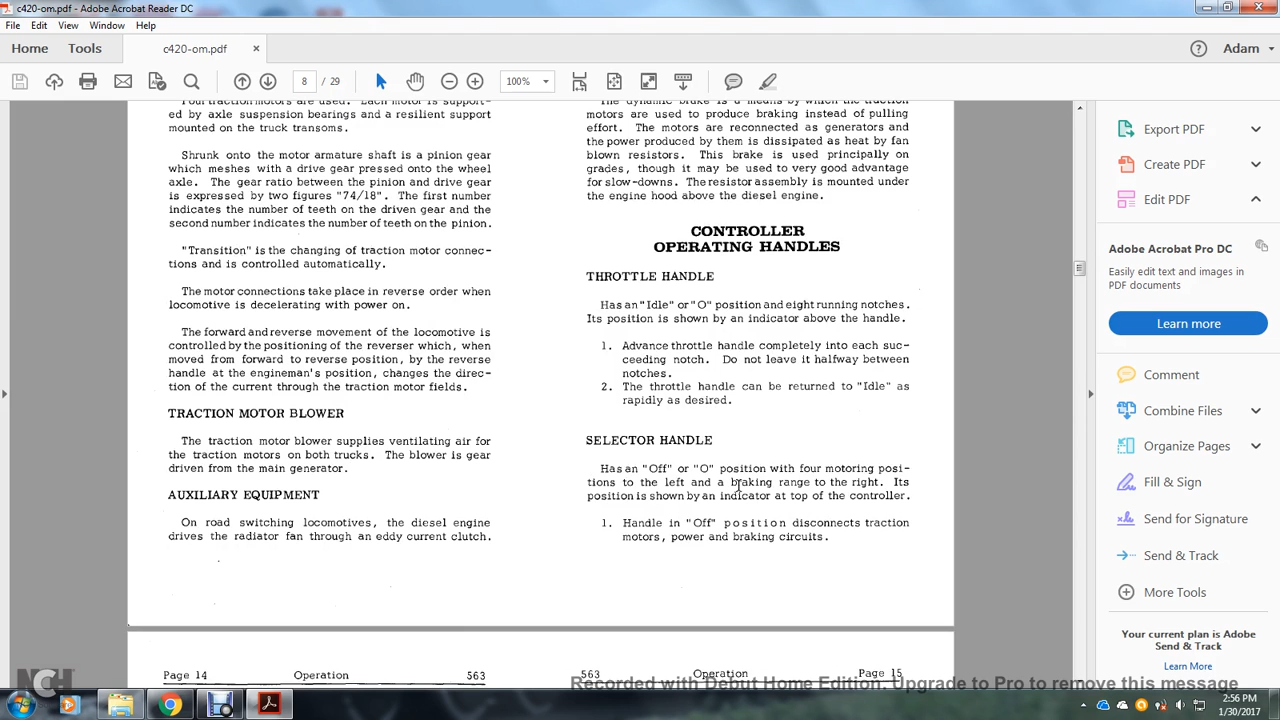 c420-om.pdf - Adobe Acrobat Reader DC
File Edit View Window Help
Home Tools c420-om.pdf × Adam
8 / 29 100%
Four traction motors are used. Each motor is support-
ed by axle suspension bearings and a resilient support
mounted on the truck transoms.
Shrunk onto the motor armature shaft is a pinion gear
which meshes with a drive gear pressed onto the wheel
axle. The gear ratio between the pinion and drive gear
is expressed by two figures "74/18". The first number
indicates the number of teeth on the driven gear and the
second number indicates the number of teeth on the pinion.
"Transition" is the changing of traction motor connec-
tions and is controlled automatically.
The motor connections take place in reverse order when
locomotive is decelerating with power on.
The forward and reverse movement of the locomotive is
controlled by the positioning of the reverser which, when
moved from forward to reverse position, by the reverse
handle at the engineman's position, changes the direc-
tion of the current through the traction motor fields.
TRACTION MOTOR BLOWER
The traction motor blower supplies ventilating air for
the traction motors on both trucks. The blower is gear
driven from the main generator.
AUXILIARY EQUIPMENT
On road switching locomotives, the diesel engine
drives the radiator fan through an eddy current clutch.
The dynamic brake is a means by which the traction
motors are used to produce braking instead of pulling
effort. The motors are reconnected as generators and
the power produced by them is dissipated as heat by fan
blown resistors. This brake is used principally on
grades, though it may be used to very good advantage
for slow-downs. The resistor assembly is mounted under
the engine hood above the diesel engine.
CONTROLLER
OPERATING HANDLES
THROTTLE HANDLE
Has an "Idle" or "O" position and eight running notches.
Its position is shown by an indicator above the handle.
1. Advance throttle handle completely into each suc-
ceeding notch. Do not leave it halfway between
notches.
2. The throttle handle can be returned to "Idle" as
rapidly as desired.
SELECTOR HANDLE
Has an "Off" or "O" position with four motoring posi-
tions to the left and a braking range to the right. Its
position is shown by an indicator at top of the controller.
1. Handle in "Off" position disconnects traction
motors, power and braking circuits.
Page 14 Operation 563
563 Operation Page 15
Export PDF
Create PDF
Edit PDF
Adobe Acrobat Pro DC
Easily edit text and images in
PDF documents
Learn more
Comment
Combine Files
Organize Pages
Fill & Sign
Send for Signature
Send & Track
More Tools
Your current plan is Adobe
Send & Track
Learn More
NCH
Recorded with Debut Home Edition. Upgrade to Pro to remove this message
2:56 PM
1/30/2017